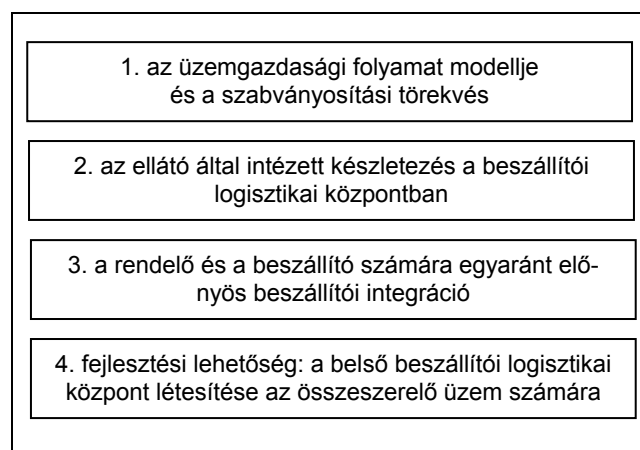 1. az üzemgazdasági folyamat modellje
és a szabványosítási törekvés
2. az ellátó által intézett készletezés a beszállítói
logisztikai központban
3. a rendelő és a beszállító számára egyaránt elő-
nyös beszállítói integráció
4. fejlesztési lehetőség: a belső beszállítói logisztikai
központ létesítése az összeszerelő üzem számára